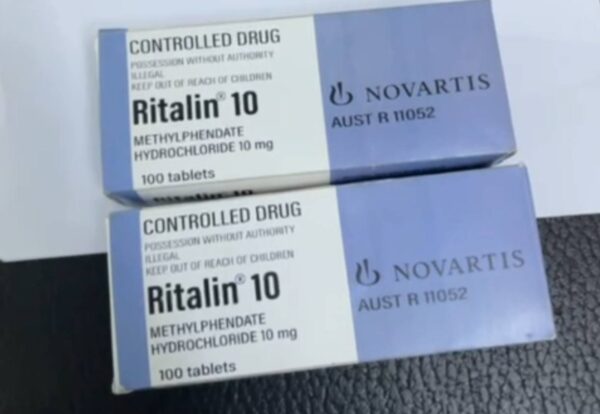 CONTROLLED DRUG
POSSESSION WITHOUT AUTHORITY
ILLEGAL
KEEP OUT OF REACH OF CHILDREN
Ritalin® 10
METHYLPHENDATE
HYDROCHLORIDE 10 mg
100 tablets
NOVARTIS
AUST R 11052
Ritalin 10
CONTROLLED DRUG
POSSESSION WITHOUT AUTHORITY
ILLEGAL
KEEP OUT OF REACH OF CHILDREN
Ritalin® 10
METHYLPHENDATE
HYDROCHLORIDE 10 mg
100 tablets
NOVARTIS
AUST R 11052